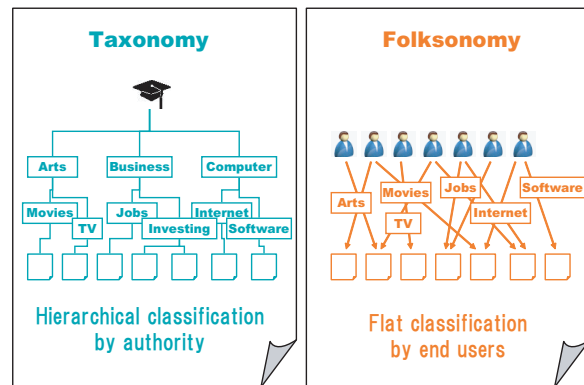 Taxonomy
Arts
Business
Computer
Movies
TV
Jobs
Investing
Internet
Software
Hierarchical classification
by authority
Folksonomy
Arts
Movies
TV
Jobs
Internet
Software
Flat classification
by end users